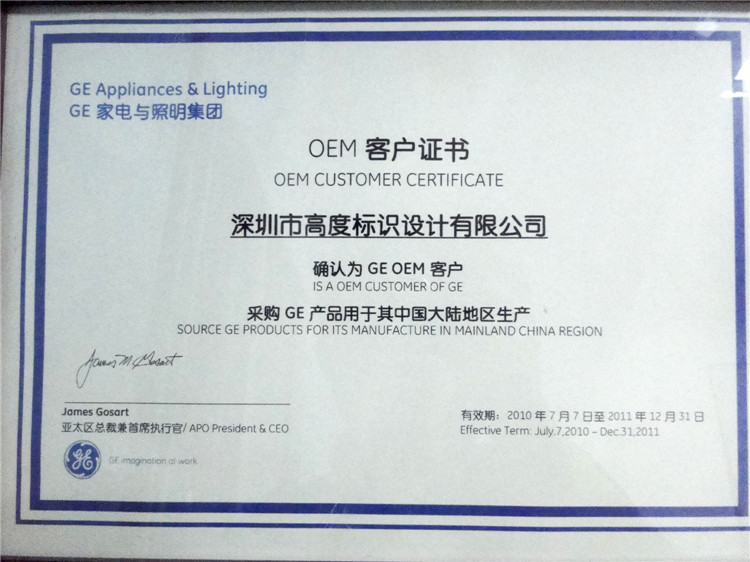 GE Appliances & Lighting
GE 家电与照明集团
OEM 客户证书
OEM CUSTOMER CERTIFICATE
深圳市高度标识设计有限公司
确认为 GE OEM 客户
IS A OEM CUSTOMER OF GE
采购 GE 产品用于其中国大陆地区生产
SOURCE GE PRODUCTS FOR ITS MANUFACTURE IN MAINLAND CHINA REGION
James M Gosart
James Gosart
亚太区总裁兼首席执行官/ APO President & CEO
有效期：2010 年 7 月 7 日至 2011 年 12 月 31 日
Effective Term: July.7,2010 – Dec.31,2011
GE imagination at work